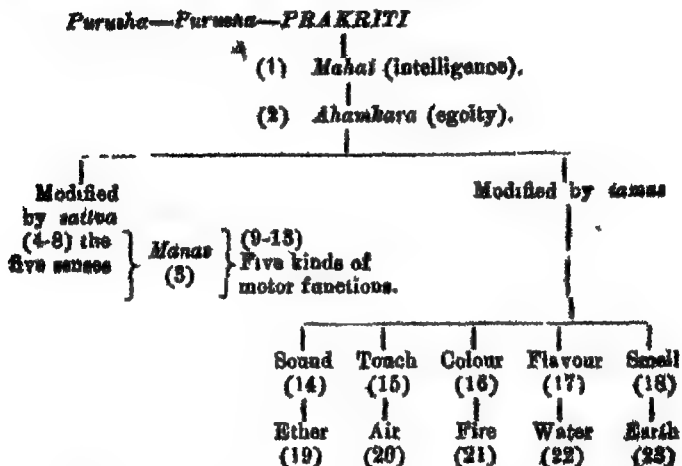 Purusha—Purusha—PRAKRITI
(1) Mahat (intelligence).
(2) Ahamkara (egoity).
Modified
by sattva
Modified by tamas
(4-8) the
five senses
Manas
(3)
(9-13)
Five kinds of
motor functions.
Sound Touch Colour Flavour Smell
(14) (15) (16) (17) (18)
Ether Air Fire Water Earth
(19) (20) (21) (22) (23)